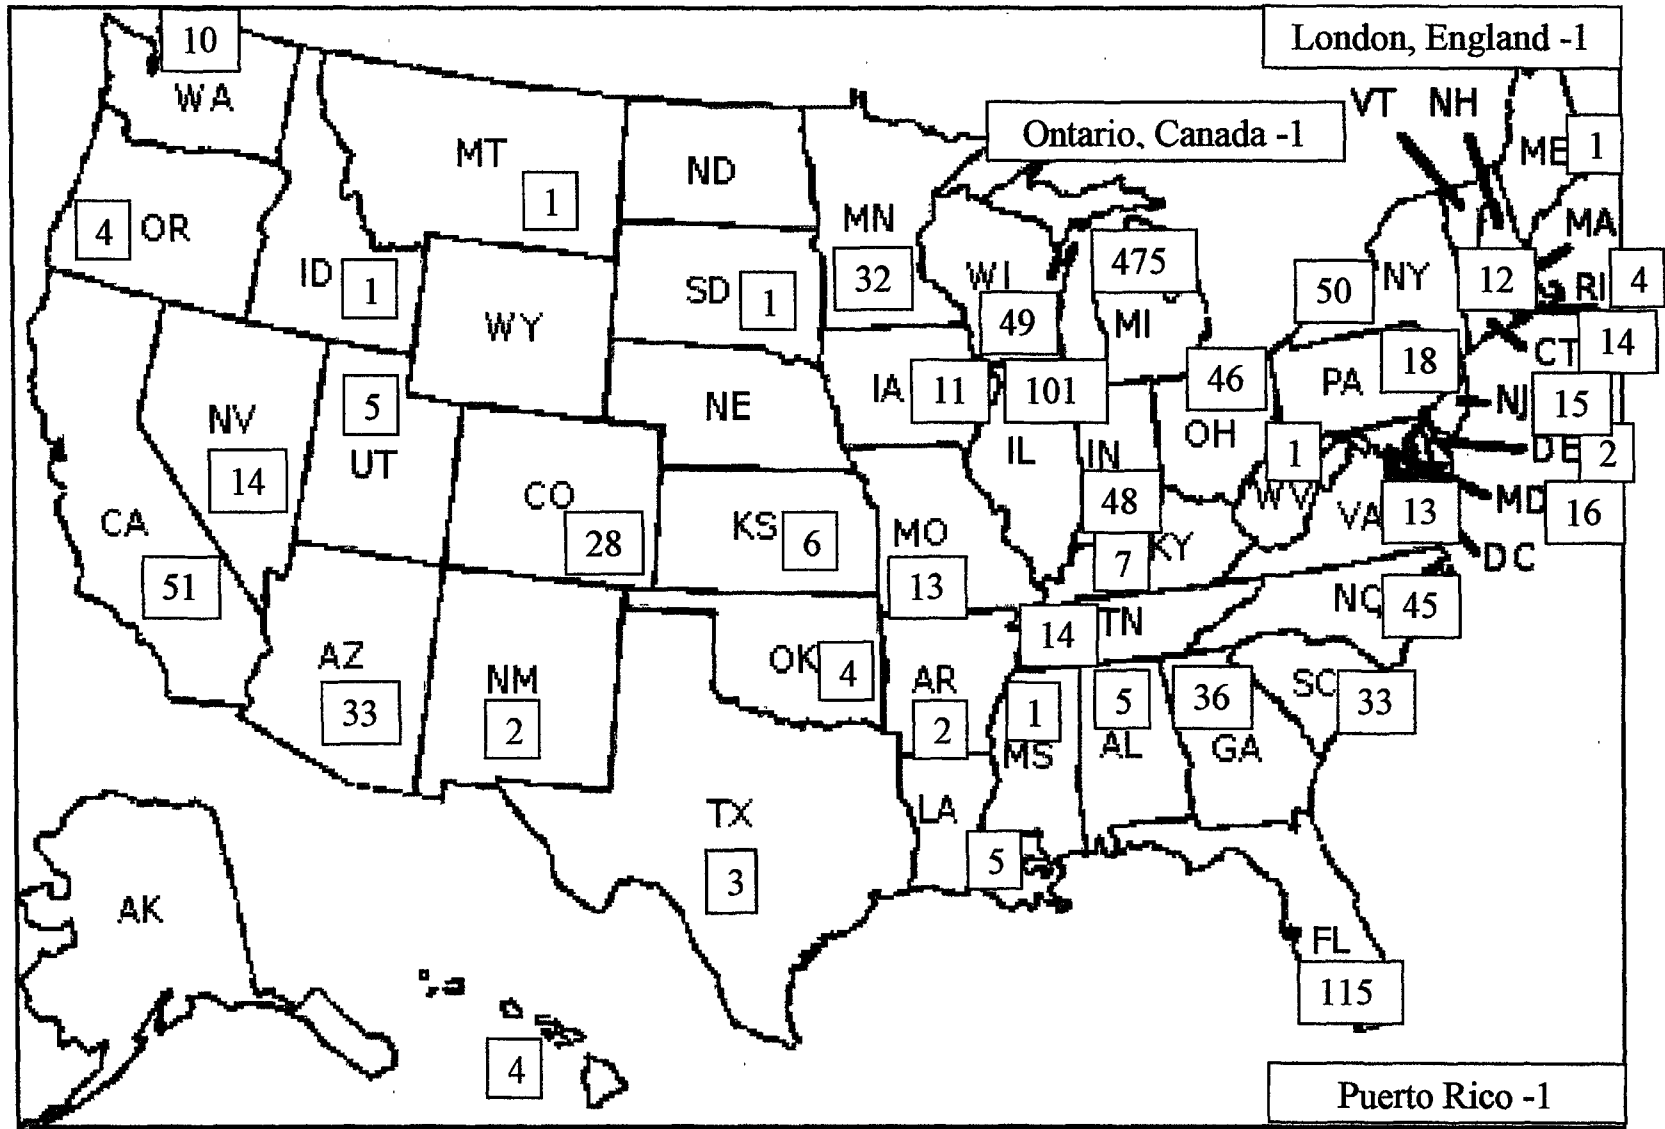 London, England -1
10
WA
VT NH
Ontario, Canada -1
ME 1
MT
1
ND
4 OR
MN
32
MA
475
ID 1
SD 1
WI
49
NY
50
12
RI 4
WY
MI
CT 14
NV
14
5
UT
NE
IA 11
101
46
PA 18
NJ 15
OH
IL
IN
48
1
WV
DE 2
CA
51
CO
28
KS 6
MO
13
KY
7
VA 13
MD 16
DC
NC 45
14 TN
AZ
33
NM
2
OK 4
AR
2
1
MS
5
AL
36
GA
SC 33
TX
3
LA
5
AK
FL
115
4
Puerto Rico -1